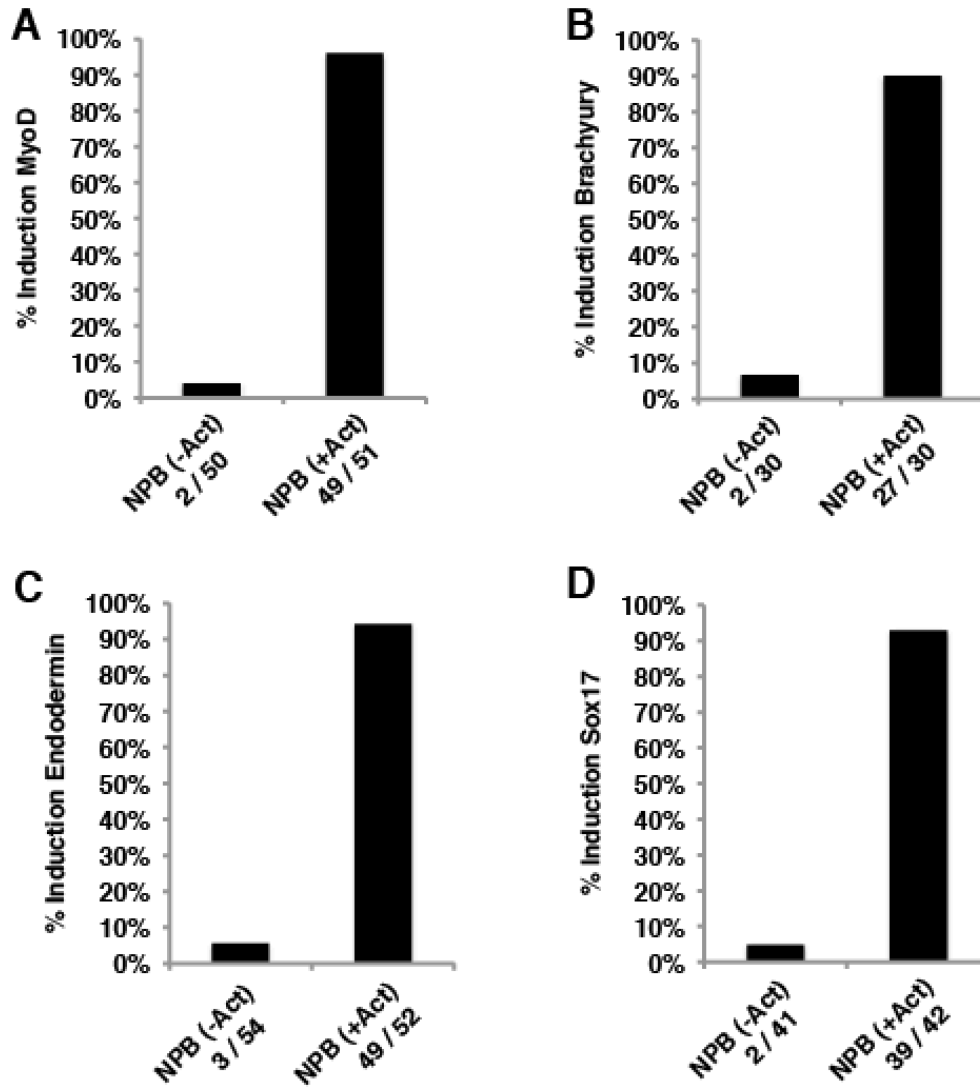 A
% Induction MyoD
100%
90%
80%
70%
60%
50%
40%
30%
20%
10%
0%
NPB (-Act)
2 / 50
NPB (+Act)
49 / 51
B
% Induction Brachyury
100%
90%
80%
70%
60%
50%
40%
30%
20%
10%
0%
NPB (-Act)
2 / 30
NPB (+Act)
27 / 30
C
% Induction Endodermin
100%
90%
80%
70%
60%
50%
40%
30%
20%
10%
0%
NPB (-Act)
3 / 54
NPB (+Act)
49 / 52
D
% Induction Sox17
100%
90%
80%
70%
60%
50%
40%
30%
20%
10%
0%
NPB (-Act)
2 / 41
NPB (+Act)
39 / 42